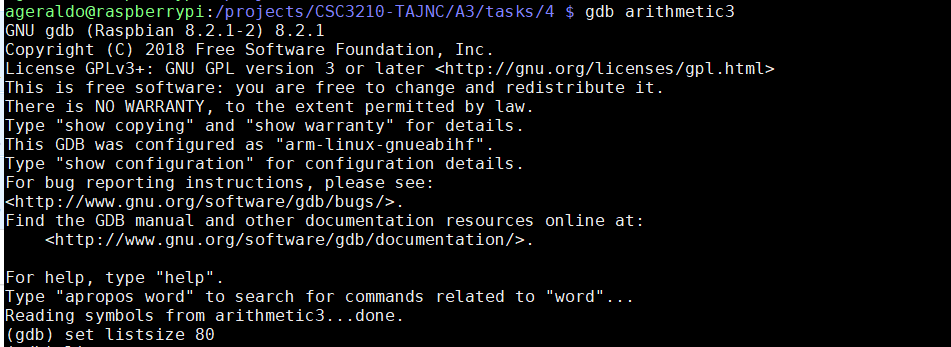 ageraldo@raspberrypi:/projects/CSC3210-TAJNC/A3/tasks/4 $ gdb arithmetic3
GNU gdb (Raspbian 8.2.1-2) 8.2.1
Copyright (C) 2018 Free Software Foundation, Inc.
License GPLv3+: GNU GPL version 3 or later <http://gnu.org/licenses/gpl.html>
This is free software: you are free to change and redistribute it.
There is NO WARRANTY, to the extent permitted by law.
Type "show copying" and "show warranty" for details.
This GDB was configured as "arm-linux-gnueabihf".
Type "show configuration" for configuration details.
For bug reporting instructions, please see:
<http://www.gnu.org/software/gdb/bugs/>.
Find the GDB manual and other documentation resources online at:
    <http://www.gnu.org/software/gdb/documentation/>.

For help, type "help".
Type "apropos word" to search for commands related to "word"...
Reading symbols from arithmetic3...done.
(gdb) set listsize 80